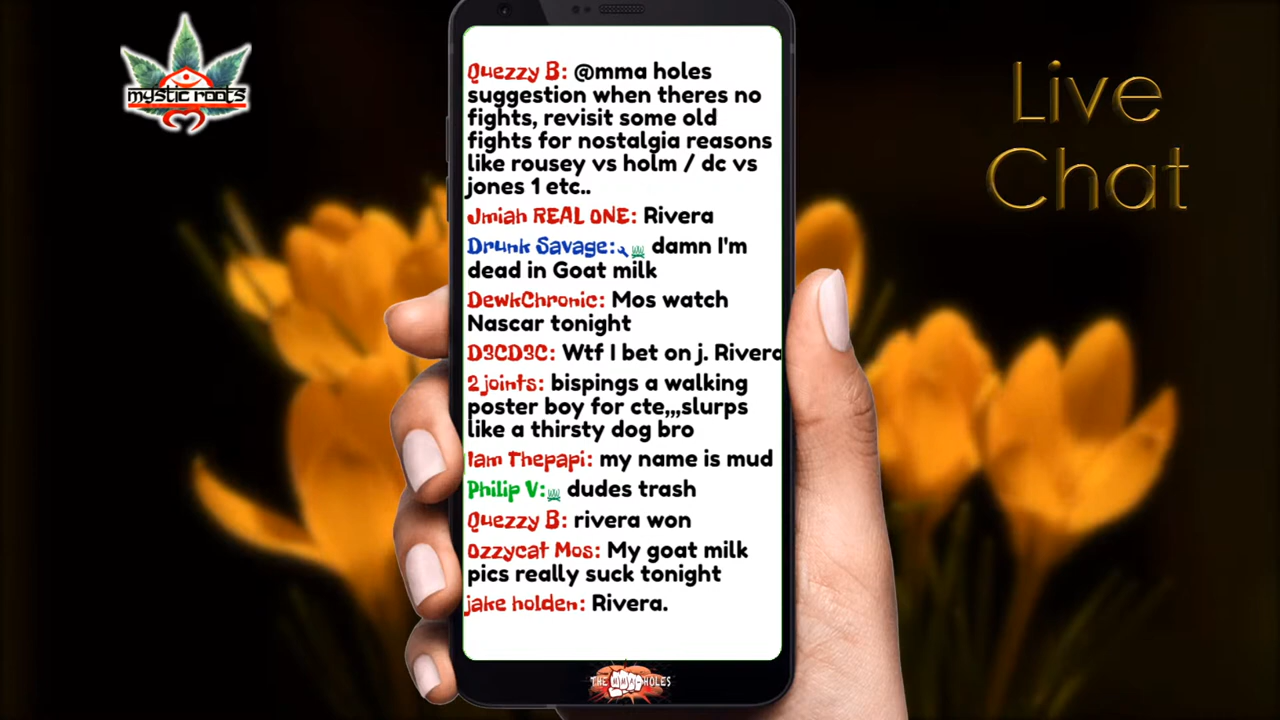 mystic roots
Live
Chat
Quezzy B: @mma holes
suggestion when theres no
fights, revisit some old
fights for nostalgia reasons
like rousey vs holm / dc vs
jones 1 etc..
Jmiah REAL ONE: Rivera
Drunk Savage: damn I'm
dead in Goat milk
DewkChronic: Mos watch
Nascar tonight
D3CD3C: Wtf I bet on j. Rivera
2 joints: bispings a walking
poster boy for cte,,,slurps
like a thirsty dog bro
Iam Thepapi: my name is mud
Philip V: dudes trash
Quezzy B: rivera won
Ozzycat Mos: My goat milk
pics really suck tonight
jake holden: Rivera.
THE MMA-HOLES